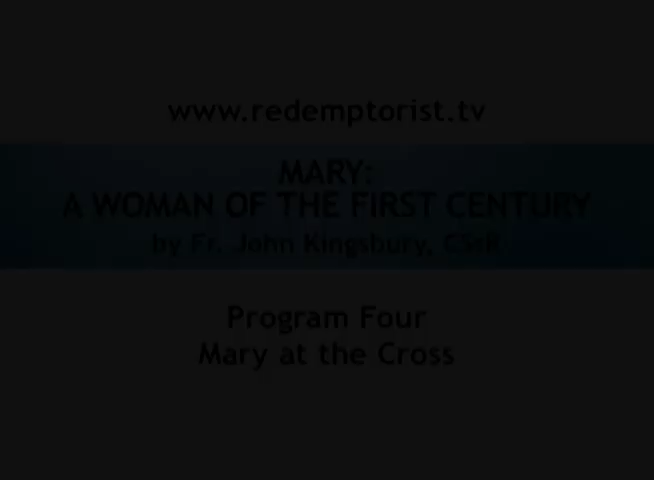 www.redemptorist.tv
MARY:
A WOMAN OF THE FIRST CENTURY
by Fr. John Kingsbury, CSsR
Program Four
Mary at the Cross